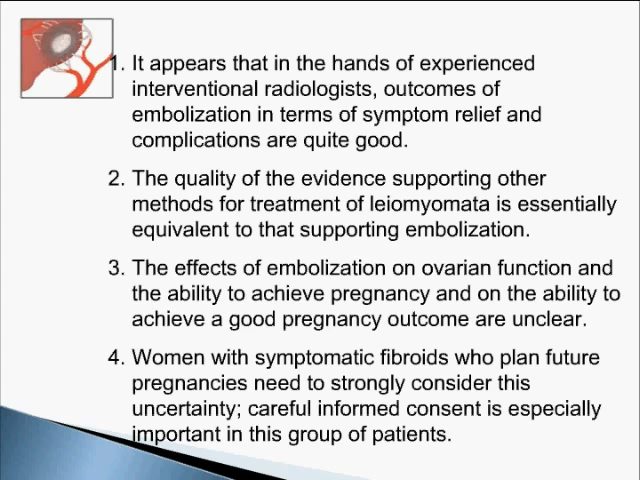 1. It appears that in the hands of experienced
interventional radiologists, outcomes of
embolization in terms of symptom relief and
complications are quite good.
2. The quality of the evidence supporting other
methods for treatment of leiomyomata is essentially
equivalent to that supporting embolization.
3. The effects of embolization on ovarian function and
the ability to achieve pregnancy and on the ability to
achieve a good pregnancy outcome are unclear.
4. Women with symptomatic fibroids who plan future
pregnancies need to strongly consider this
uncertainty; careful informed consent is especially
important in this group of patients.